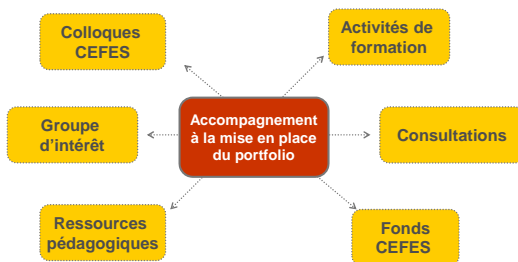 Colloques
CEFES
Activités de
formation
Groupe
d'intérêt
Accompagnement
à la mise en place
du portfolio
Consultations
Ressources
pédagogiques
Fonds
CEFES